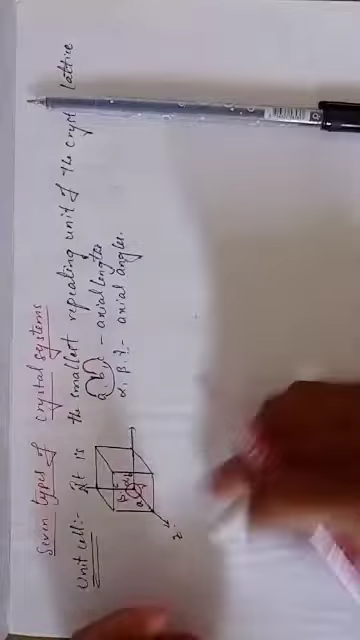 Seven types of crystal systems
Unit cell:- It is the smallest repeating unit of the crystal lattice
a b c - axial lengths
α, β, γ - axial angles.